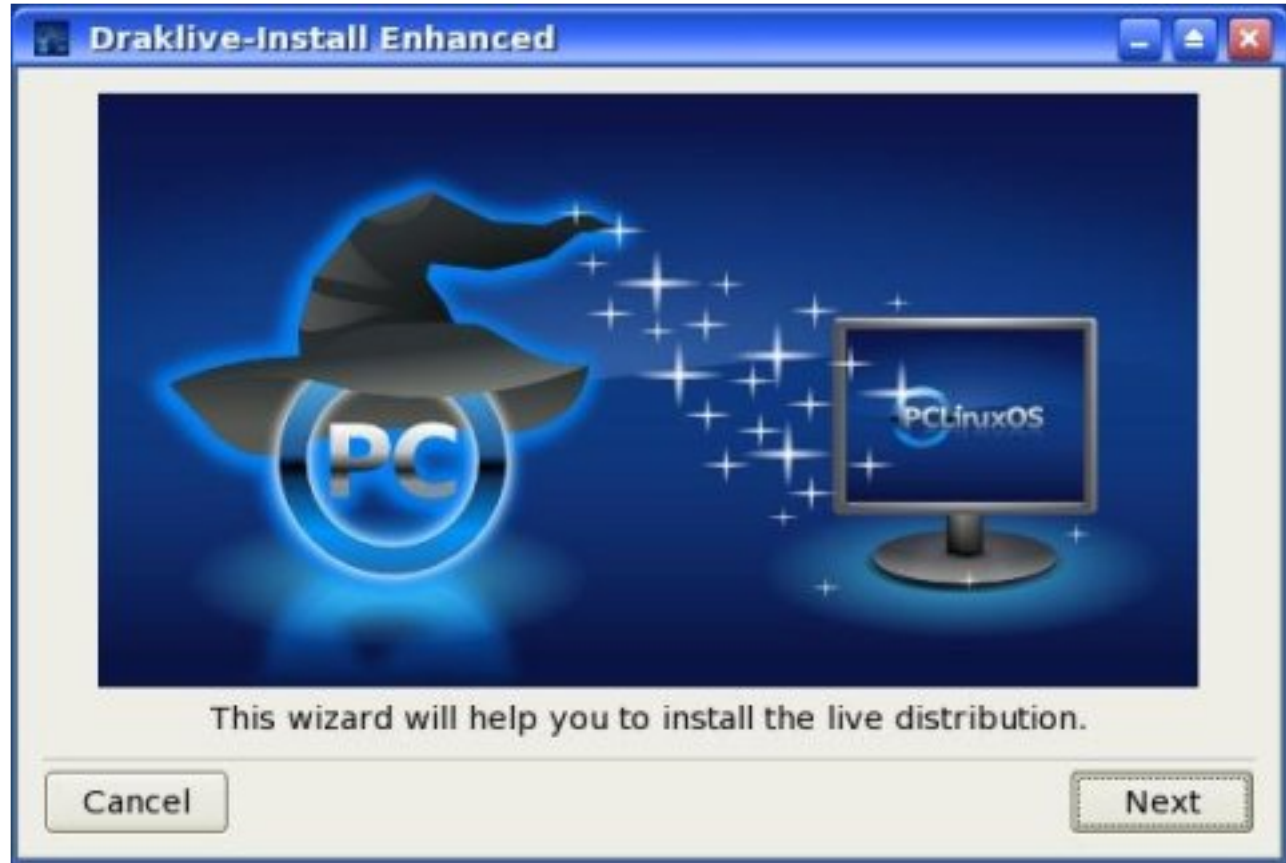 Draklive-Install Enhanced
PC
PCLinuxOS
This wizard will help you to install the live distribution.
Cancel
Next